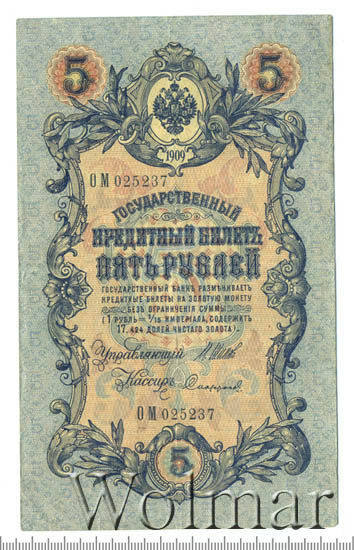 5 5
1909
ОМ 025237
ГОСУДАРСТВЕННЫЙ
КРЕДИТНЫЙ БИЛЕТЪ
ПЯТЬ РУБЛЕЙ
ГОСУДАРСТВЕННЫЙ БАНКЪ РАЗМѢНИВАЕТЪ
КРЕДИТНЫЕ БИЛЕТЫ НА ЗОЛОТУЮ МОНЕТУ
БЕЗЪ ОГРАНИЧЕНІЯ СУММЫ
(1 РУБЛЬ = 1/15 ИМПЕРІАЛА, СОДЕРЖИТЪ
17,424 ДОЛЕЙ ЧИСТАГО ЗОЛОТА).
Управляющій
Кассиръ
ОМ 025237
5
Wolmar